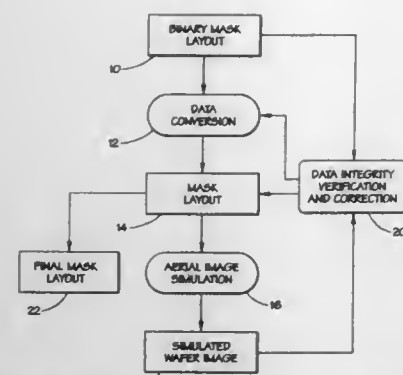 BINARY MASK
LAYOUT
10
DATA
CONVERSION
12
DATA INTEGRITY
VERIFICATION
AND CORRECTION
20
MASK
LAYOUT
14
FINAL MASK
LAYOUT
22
AERIAL IMAGE
SIMULATION
16
SIMULATED
WAFER IMAGE